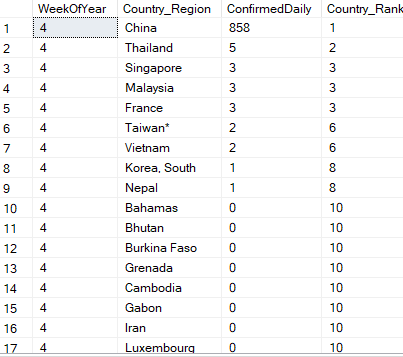 WeekOfYear Country_Region ConfirmedDaily Country_Rank
1 4 China 858 1
2 4 Thailand 5 2
3 4 Singapore 3 3
4 4 Malaysia 3 3
5 4 France 3 3
6 4 Taiwan* 2 6
7 4 Vietnam 2 6
8 4 Korea, South 1 8
9 4 Nepal 1 8
10 4 Bahamas 0 10
11 4 Bhutan 0 10
12 4 Burkina Faso 0 10
13 4 Grenada 0 10
14 4 Cambodia 0 10
15 4 Gabon 0 10
16 4 Iran 0 10
17 4 Luxembourg 0 10